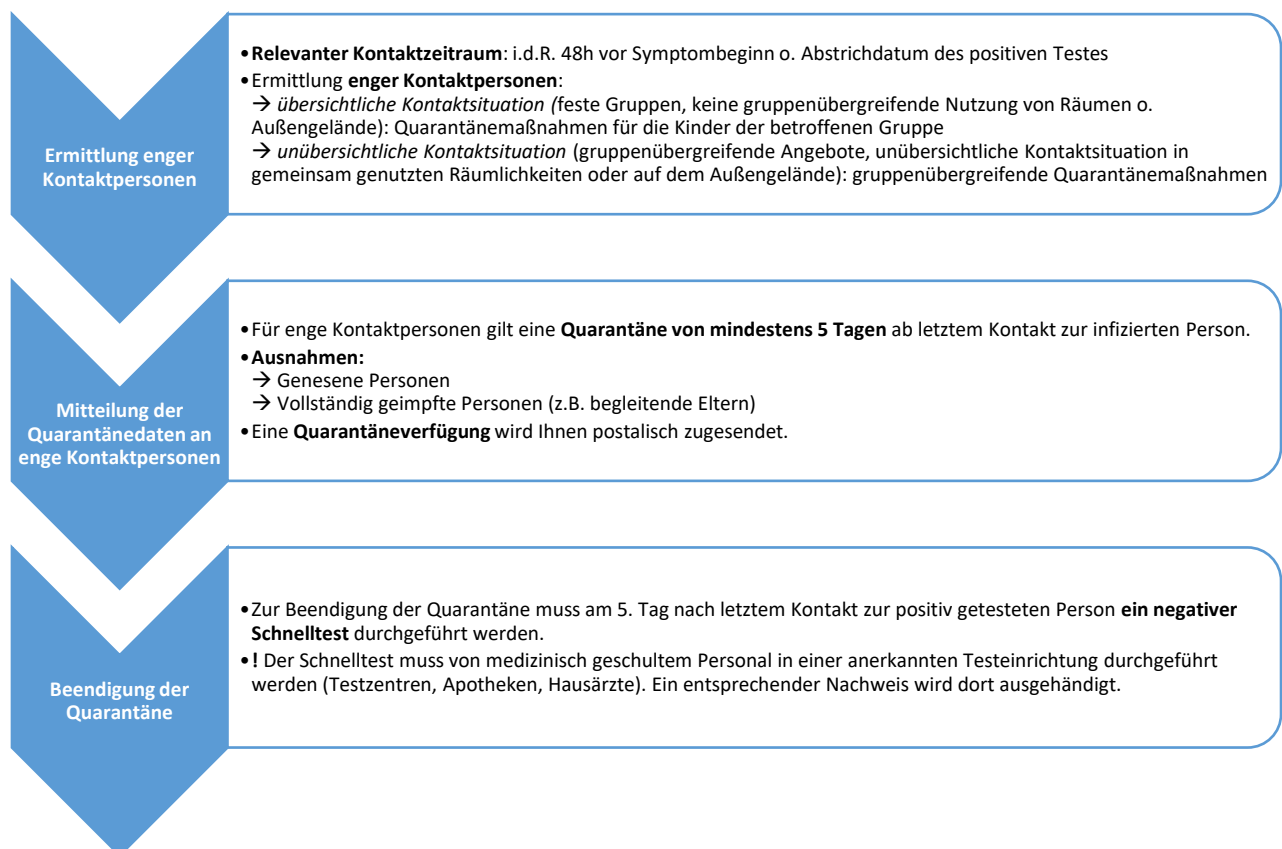 Ermittlung enger
Kontaktpersonen
•Relevanter Kontaktzeitraum: i.d.R. 48h vor Symptombeginn o. Abstrichdatum des positiven Testes
•Ermittlung enger Kontaktpersonen:
→ übersichtliche Kontaktsituation (feste Gruppen, keine gruppenübergreifende Nutzung von Räumen o.
Außengelände): Quarantänemaßnahmen für die Kinder der betroffenen Gruppe
→ unübersichtliche Kontaktsituation (gruppenübergreifende Angebote, unübersichtliche Kontaktsituation in
gemeinsam genutzten Räumlichkeiten oder auf dem Außengelände): gruppenübergreifende Quarantänemaßnahmen
Mitteilung der
Quarantänedaten an
enge Kontaktpersonen
•Für enge Kontaktpersonen gilt eine Quarantäne von mindestens 5 Tagen ab letztem Kontakt zur infizierten Person.
•Ausnahmen:
→ Genesene Personen
→ Vollständig geimpfte Personen (z.B. begleitende Eltern)
•Eine Quarantäneverfügung wird Ihnen postalisch zugesendet.
Beendigung der
Quarantäne
•Zur Beendigung der Quarantäne muss am 5. Tag nach letztem Kontakt zur positiv getesteten Person ein negativer
Schnelltest durchgeführt werden.
•! Der Schnelltest muss von medizinisch geschultem Personal in einer anerkannten Testeinrichtung durchgeführt
werden (Testzentren, Apotheken, Hausärzte). Ein entsprechender Nachweis wird dort ausgehändigt.